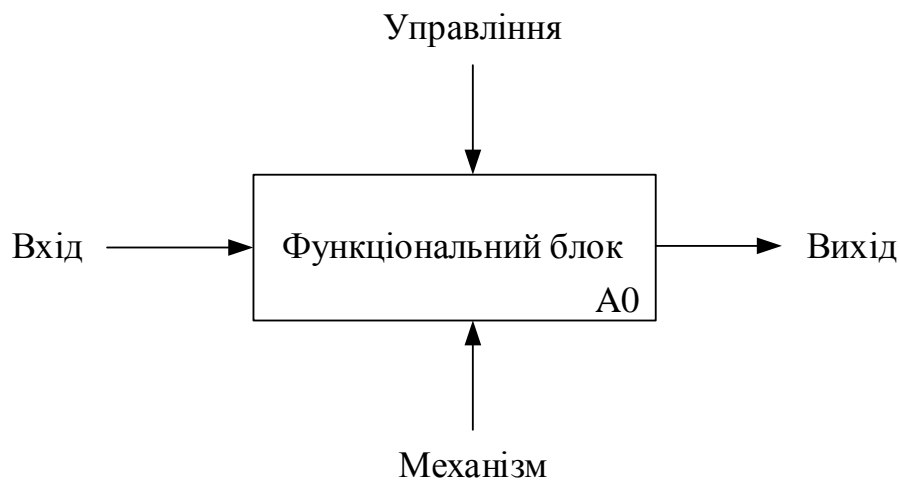 Управління
Вхід
Функціональний блок
Вихід
A0
Механізм